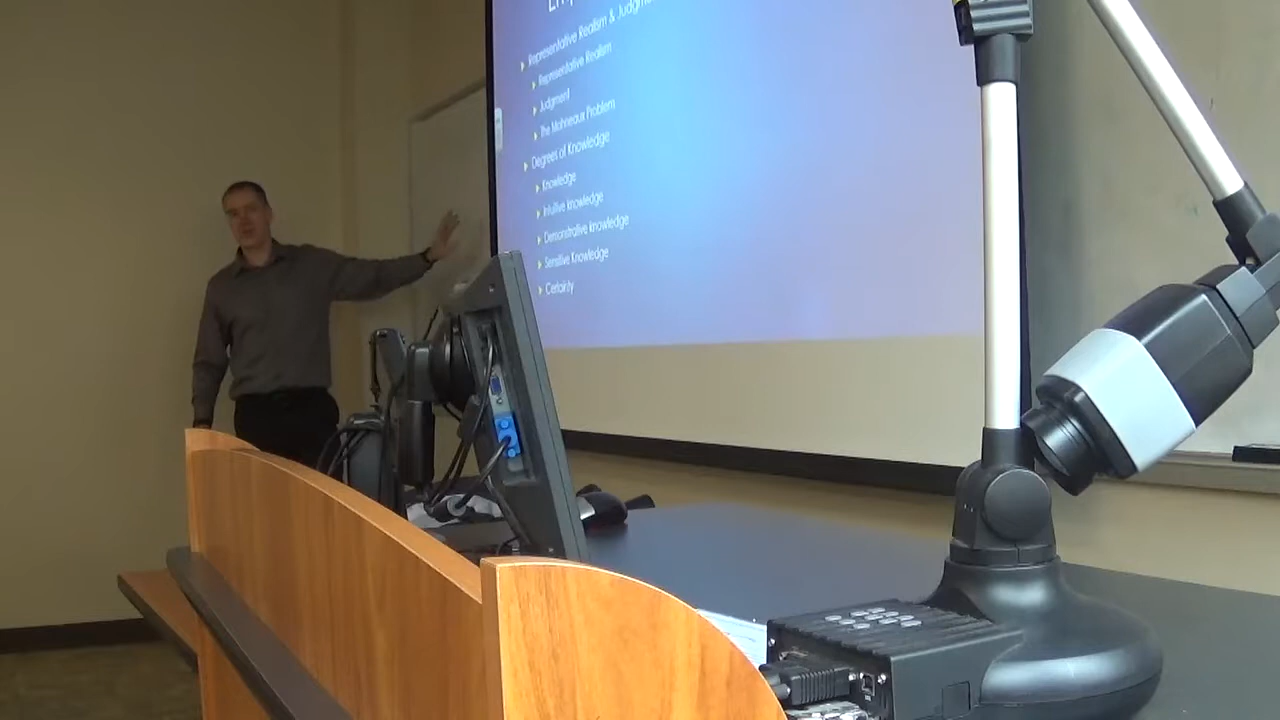 Representative Realism & Judgment
Representative Realism
Judgment
The Mohneaux Problem
Degrees of Knowledge
Knowledge
Intuitive knowledge
Demonstrative knowledge
Sensitive Knowledge
Certainty